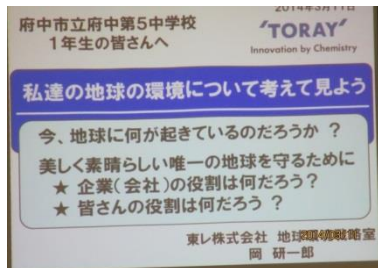 府中市立府中第5中学校
1年生の皆さんへ
2014年3月11日
'TORAY'
Innovation by Chemistry
私達の地球の環境について考えて見よう
今、地球に何が起きているのだろうか ?
美しく素晴らしい唯一の地球を守るために
★ 企業(会社)の役割は何だろう?
★ 皆さんの役割は何だろう ?
東レ株式会社 地球
岡 研一郎